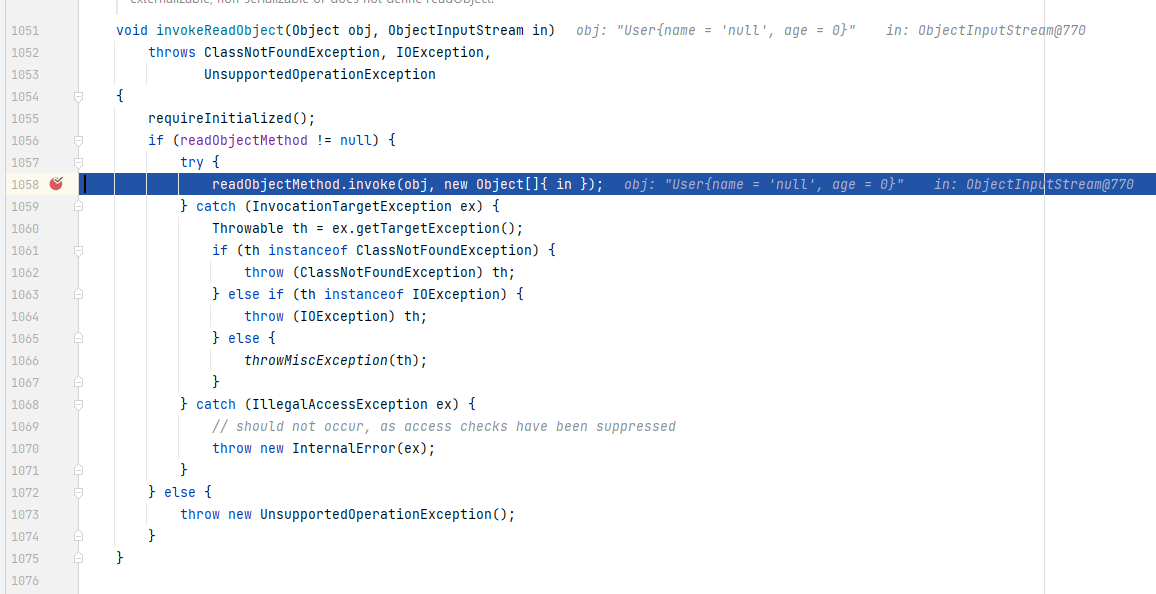 externalizable, non-serializable or does not define readObject.
1051 void invokeReadObject(Object obj, ObjectInputStream in) obj: "User{name = 'null', age = 0}" in: ObjectInputStream@770
1052 throws ClassNotFoundException, IOException,
1053 UnsupportedOperationException
1054 {
1055 requireInitialized();
1056 if (readObjectMethod != null) {
1057 try {
1058 readObjectMethod.invoke(obj, new Object[]{ in }); obj: "User{name = 'null', age = 0}" in: ObjectInputStream@770
1059 } catch (InvocationTargetException ex) {
1060 Throwable th = ex.getTargetException();
1061 if (th instanceof ClassNotFoundException) {
1062 throw (ClassNotFoundException) th;
1063 } else if (th instanceof IOException) {
1064 throw (IOException) th;
1065 } else {
1066 throwMiscException(th);
1067 }
1068 } catch (IllegalAccessException ex) {
1069 // should not occur, as access checks have been suppressed
1070 throw new InternalError(ex);
1071 }
1072 } else {
1073 throw new UnsupportedOperationException();
1074 }
1075 }
1076